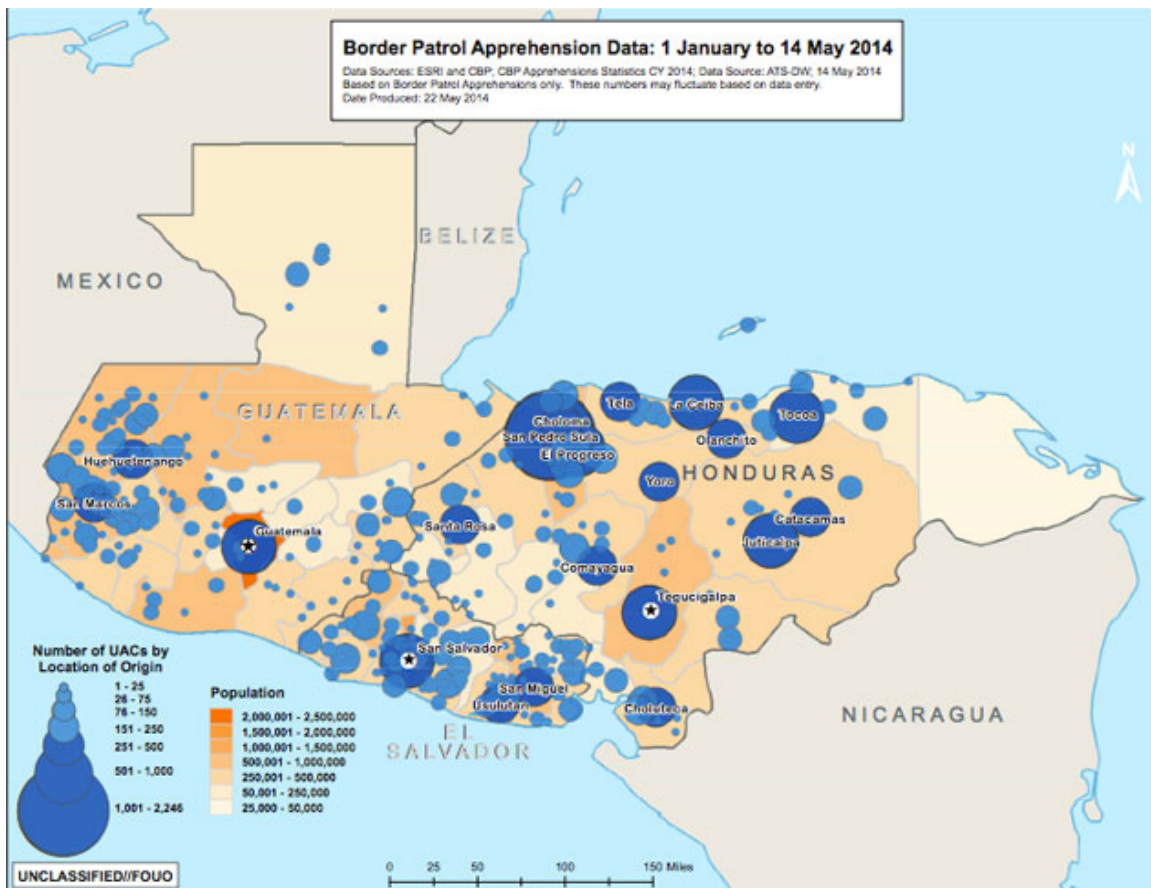 Border Patrol Apprehension Data: 1 January to 14 May 2014
Data Sources: ESRI and CBP; CBP Apprehensions Statistics CY 2014; Data Source: ATS-DW; 14 May 2014
Based on Border Patrol Apprehensions only. These numbers may fluctuate based on data entry.
Date Produced: 22 May 2014
N
BELIZE
MEXICO
GUATEMALA
Tela
La Ceiba
Tocoa
Choloma
San Pedro Sula
El Progreso
Olanchito
HONDURAS
Huehuetenango
Yoro
San Marcos
Guatemala
Santa Rosa
Catacamas
Juticalpa
Comayagua
Tegucigalpa
San Salvador
San Miguel
Usulutan
Choluteca
NICARAGUA
EL
SALVADOR
Number of UACs by
Location of Origin
1 - 25
26 - 75
76 - 150
151 - 250
251 - 500
501 - 1,000
1,001 - 2,246
Population
2,000,001 - 2,500,000
1,500,001 - 2,000,000
1,000,001 - 1,500,000
500,001 - 1,000,000
250,001 - 500,000
50,001 - 250,000
25,000 - 50,000
0 25 50 100 150 Miles
UNCLASSIFIED//FOUO